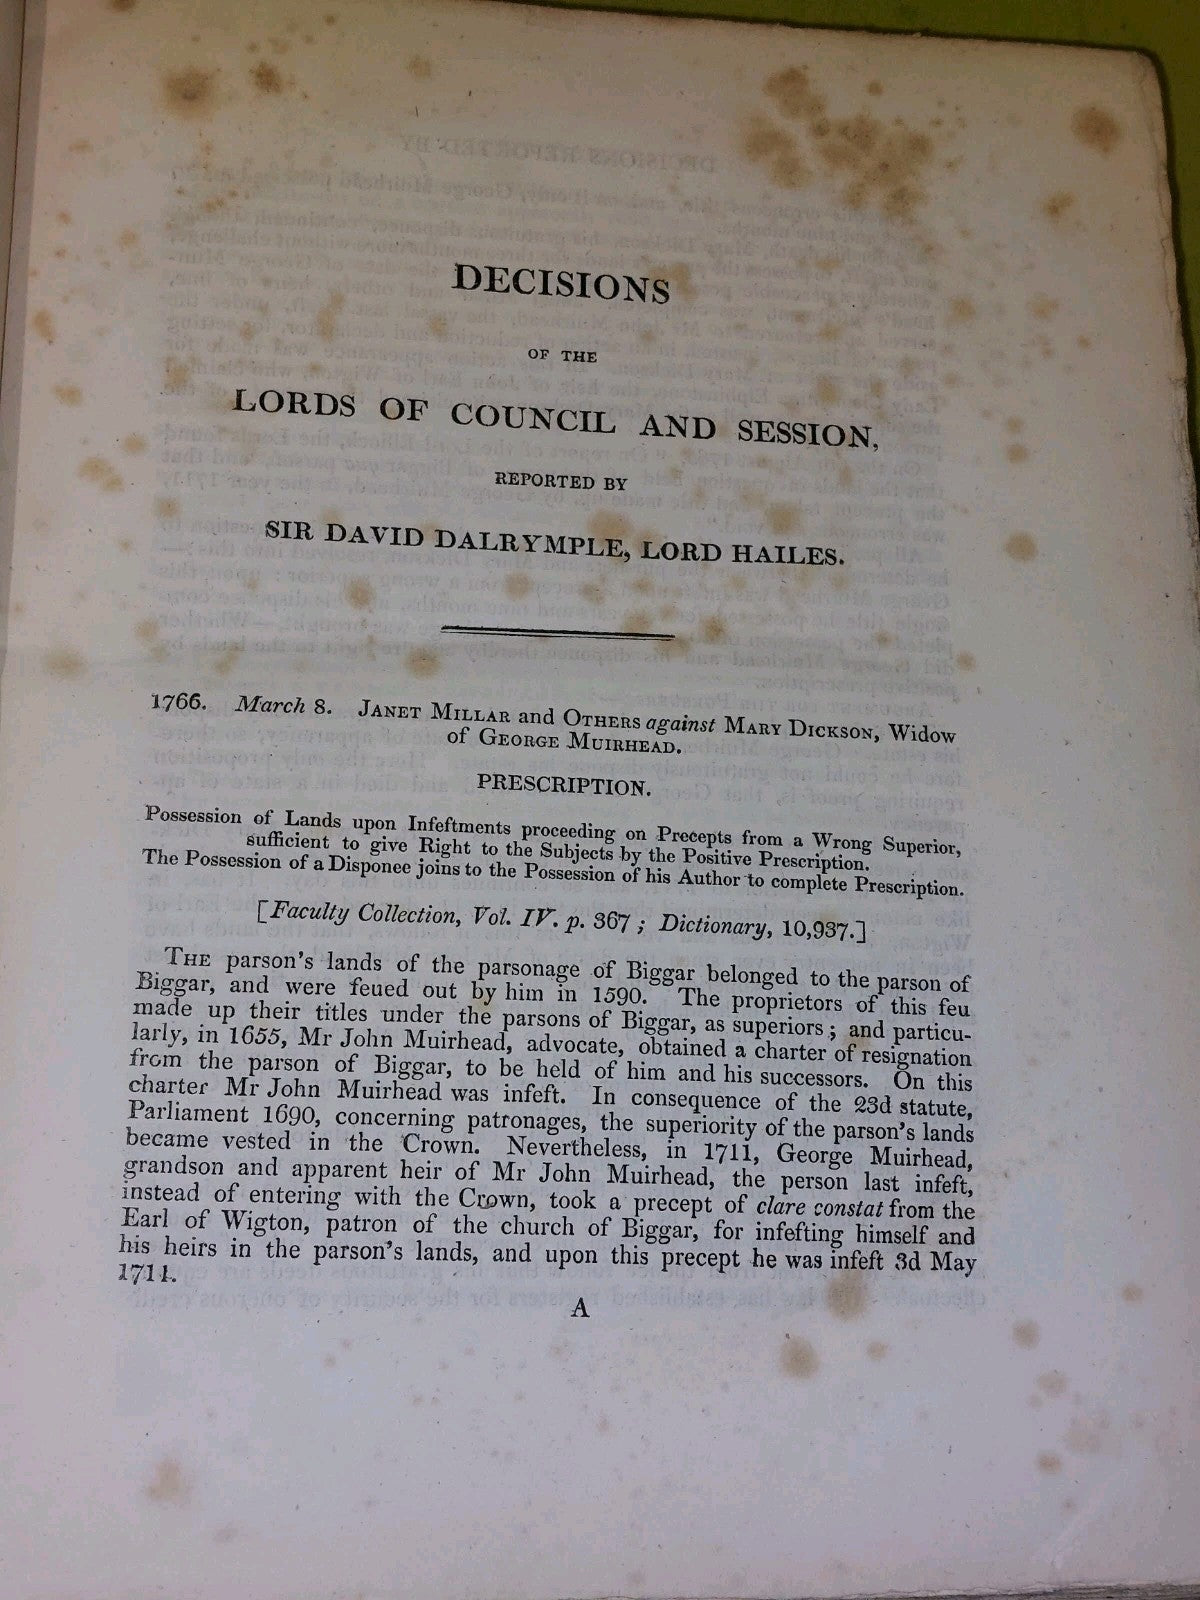 DECISIONS
OF THE
LORDS OF COUNCIL AND SESSION,
REPORTED BY
SIR DAVID DALRYMPLE, LORD HAILES.
1766. March 8. JANET MILLAR and OTHERS against MARY DICKSON, Widow
of GEORGE MUIRHEAD.
PRESCRIPTION.
Possession of Lands upon Infeftments proceeding on Precepts from a Wrong Superior,
sufficient to give Right to the Subjects by the Positive Prescription.
The Possession of a Disponee joins to the Possession of his Author to complete Prescription.
[Faculty Collection, Vol. IV. p. 367 ; Dictionary, 10,937.]
THE parson's lands of the parsonage of Biggar belonged to the parson of
Biggar, and were feued out by him in 1590. The proprietors of this feu
made up their titles under the parsons of Biggar, as superiors ; and particu-
larly, in 1655, Mr John Muirhead, advocate, obtained a charter of resignation
from the parson of Biggar, to be held of him and his successors. On this
charter Mr John Muirhead was infeft. In consequence of the 23d statute,
Parliament 1690, concerning patronages, the superiority of the parson's lands
became vested in the Crown. Nevertheless, in 1711, George Muirhead,
grandson and apparent heir of Mr John Muirhead, the person last infeft,
instead of entering with the Crown, took a precept of clare constat from the
Earl of Wigton, patron of the church of Biggar, for infefting himself and
his heirs in the parson's lands, and upon this precept he was infeft 3d May
1714.
A